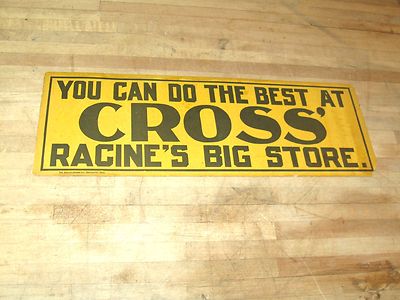 YOU CAN DO THE BEST AT
CROSS'
RACINE'S BIG STORE.